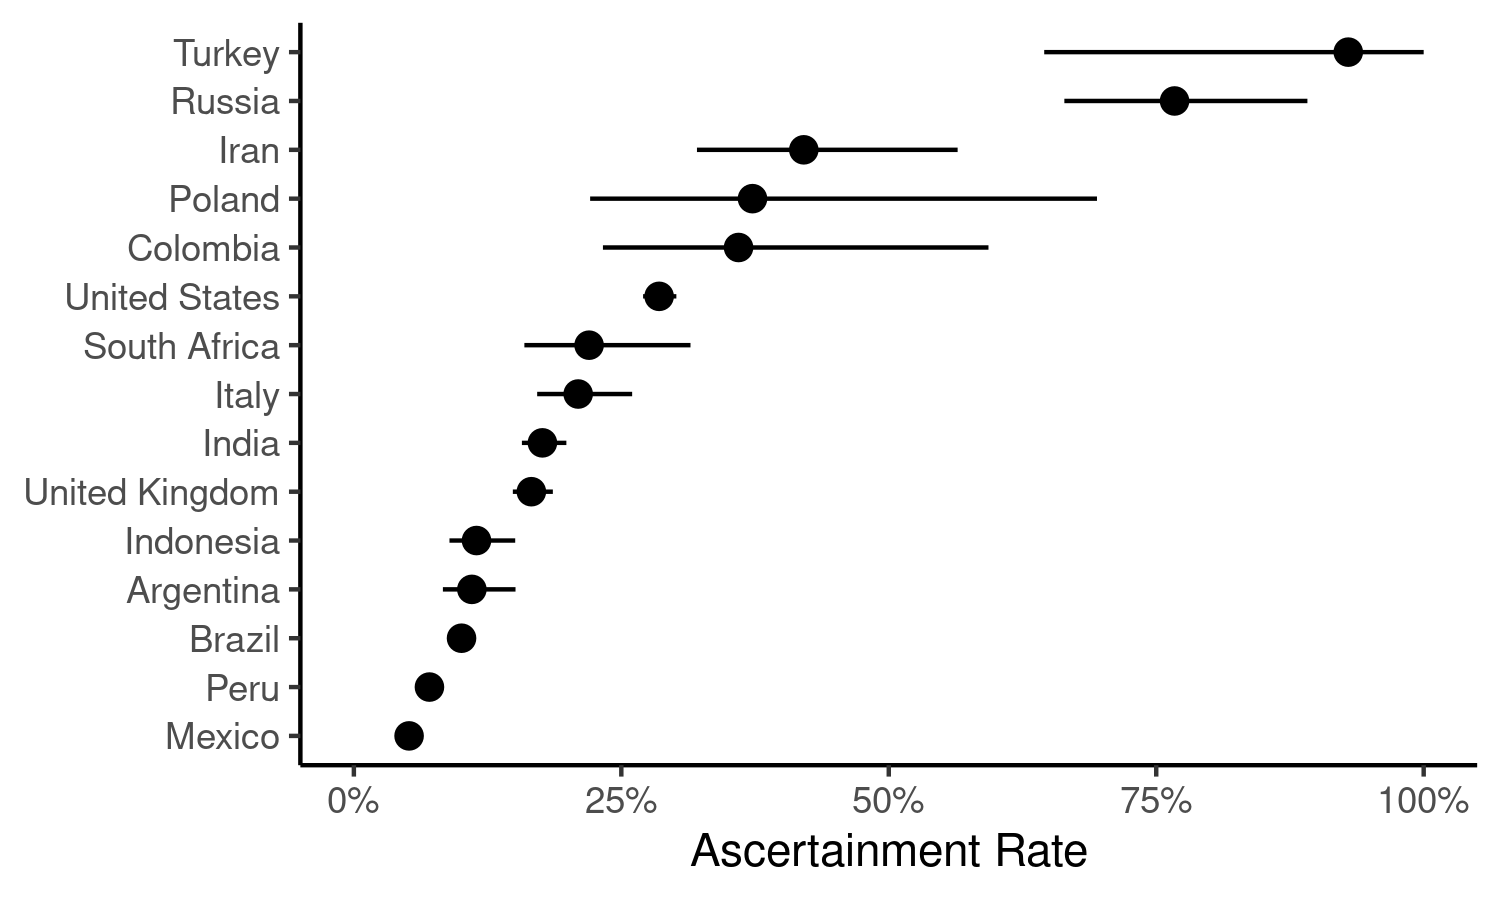 Turkey
Russia
Iran
Poland
Colombia
United States
South Africa
Italy
India
United Kingdom
Indonesia
Argentina
Brazil
Peru
Mexico
0% 25% 50% 75% 100%
Ascertainment Rate